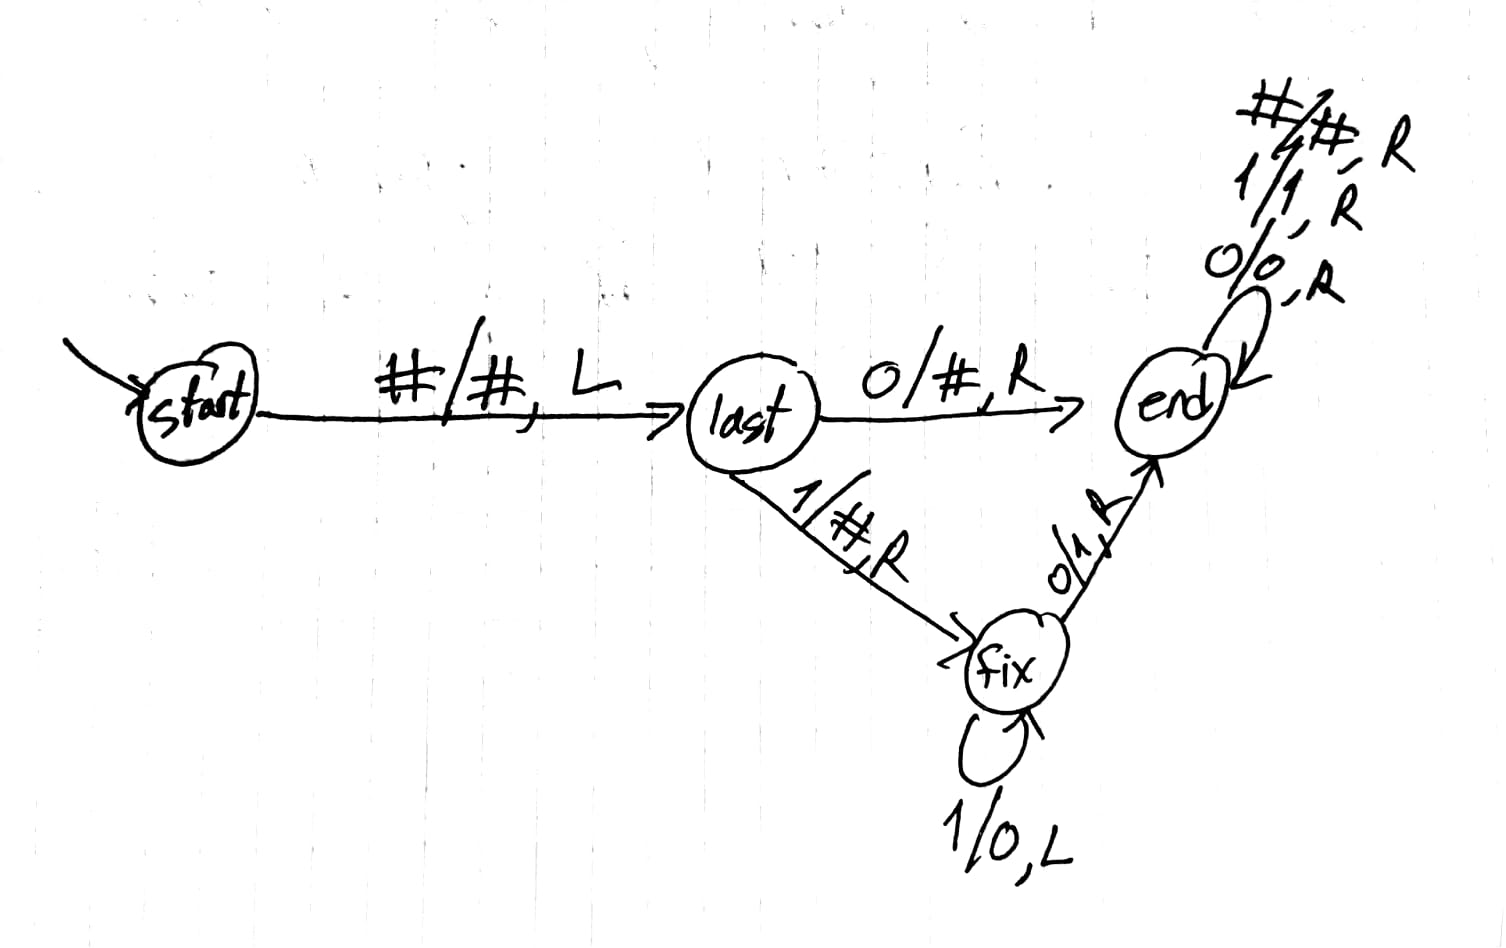 #/#, R
1/1, R
0/0, R
start
#/#, L
last
0/#, R
end
1/#, R
0/1, R
fix
1/0, L